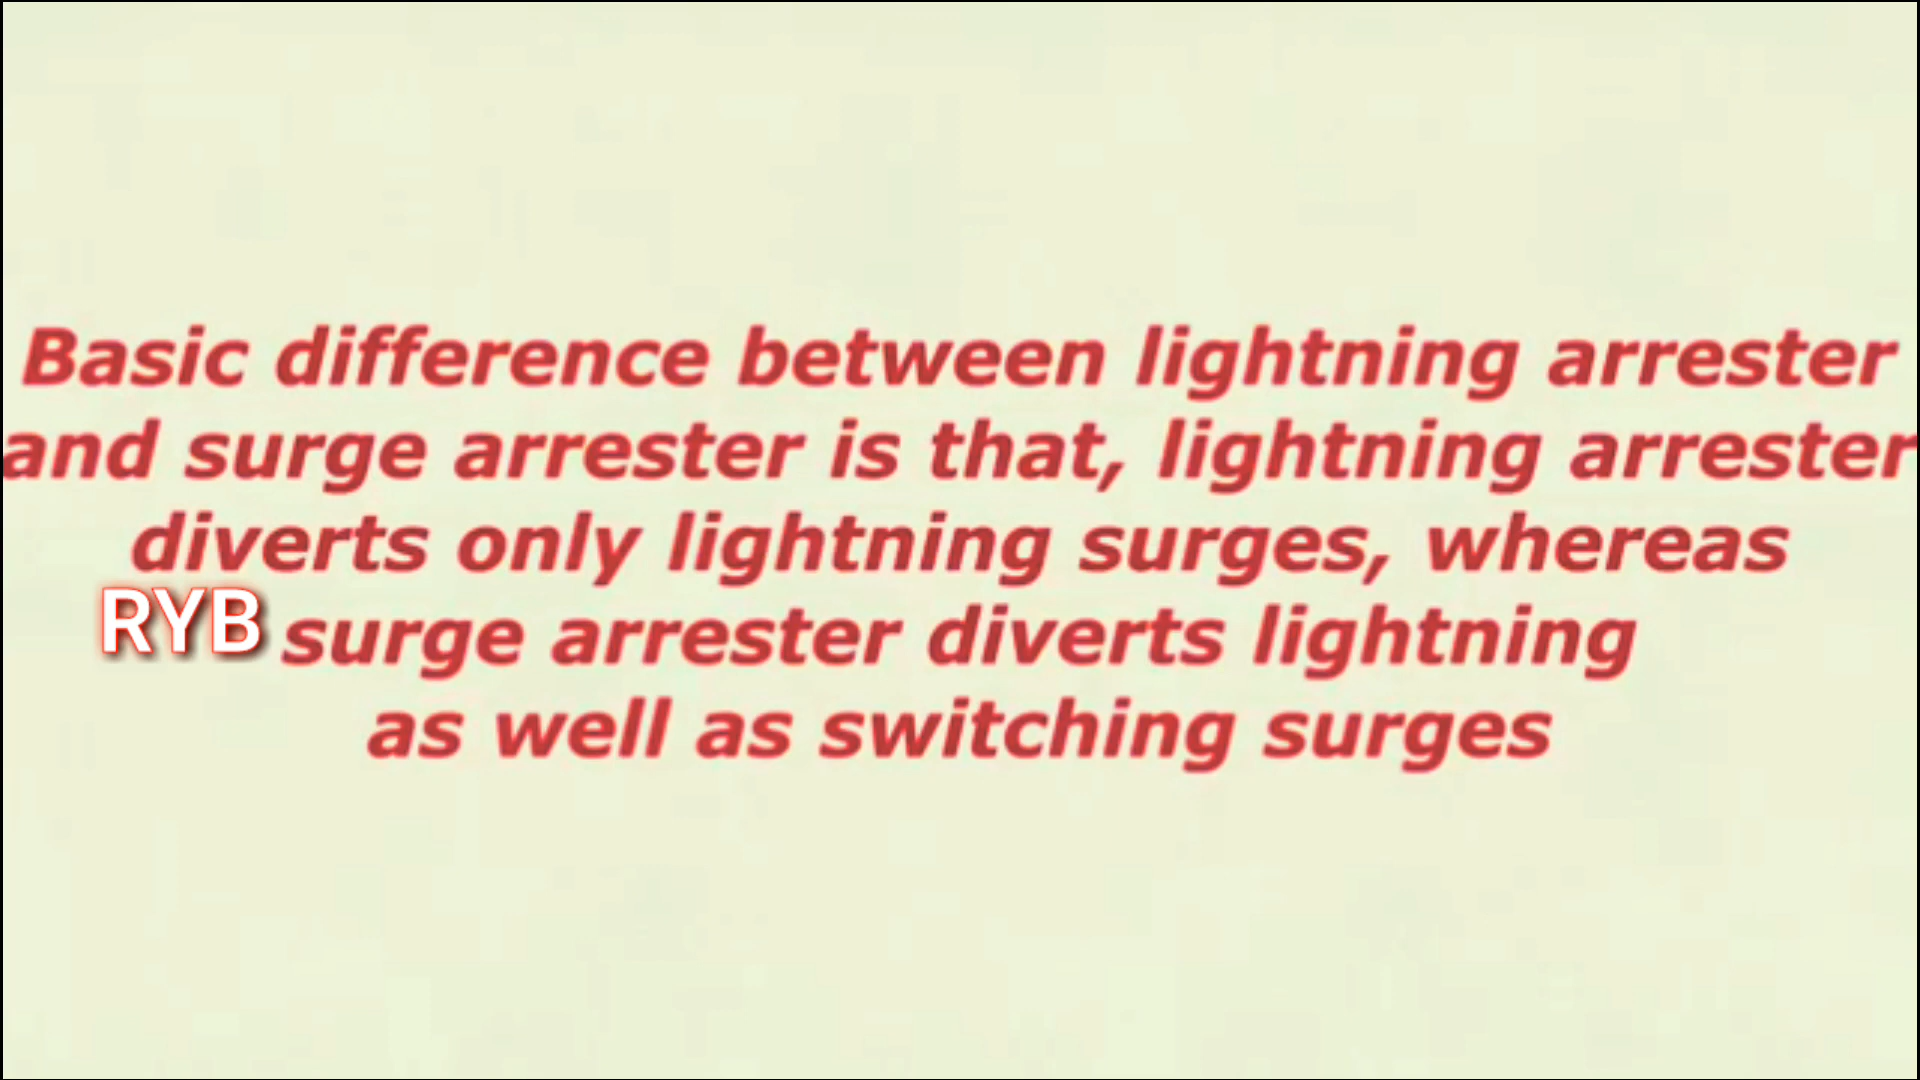 Basic difference between lightning arrester
and surge arrester is that, lightning arrester
diverts only lightning surges, whereas
RYB surge arrester diverts lightning
as well as switching surges